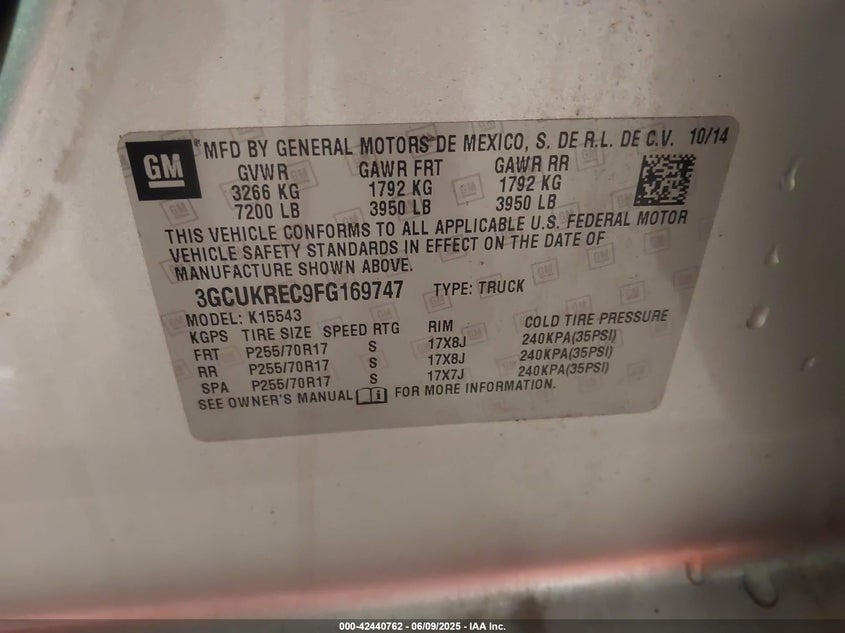 GM ® MFD BY GENERAL MOTORS DE MEXICO, S. DE R.L. DE C.V. 10/14
GVWR GAWR FRT GAWR RR
3266 KG 1792 KG 1792 KG
7200 LB 3950 LB 3950 LB
THIS VEHICLE CONFORMS TO ALL APPLICABLE U.S. FEDERAL MOTOR
VEHICLE SAFETY STANDARDS IN EFFECT ON THE DATE OF
MANUFACTURE SHOWN ABOVE.
3GCUKREC9FG169747 TYPE: TRUCK
MODEL: K15543
KGPS TIRE SIZE SPEED RTG RIM COLD TIRE PRESSURE
FRT P255/70R17 S 17X8J 240KPA(35PSI)
RR P255/70R17 S 17X8J 240KPA(35PSI)
SPA P255/70R17 S 17X7J 240KPA(35PSI)
SEE OWNER'S MANUAL FOR MORE INFORMATION.
000-42440762 - 06/09/2025 - IAA Inc.